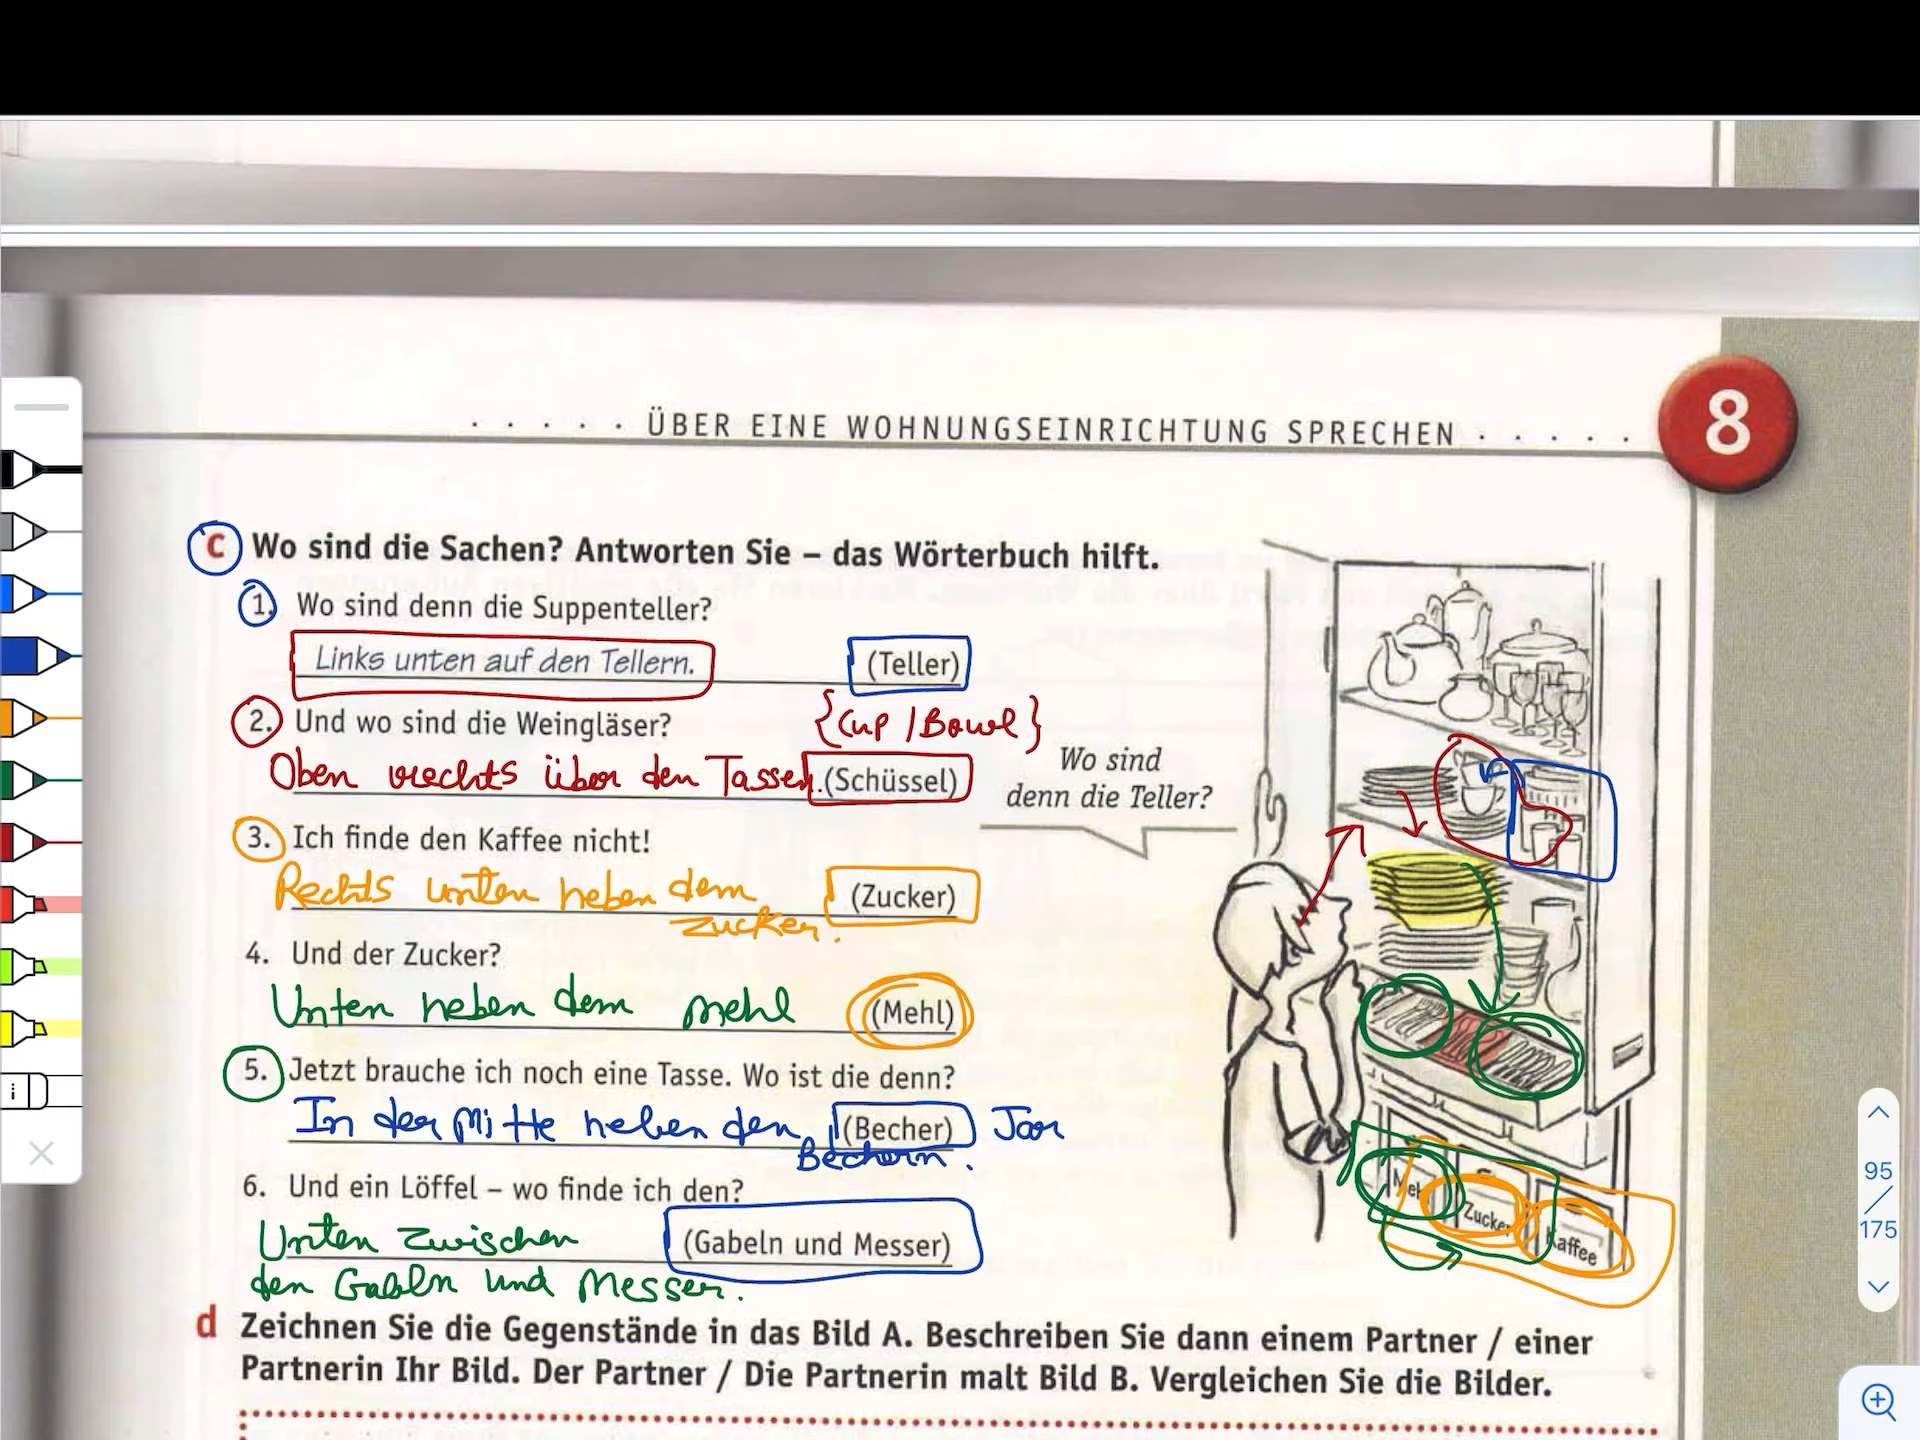 ÜBER EINE WOHNUNGSEINRICHTUNG SPRECHEN
8
c Wo sind die Sachen? Antworten Sie – das Wörterbuch hilft.
1. Wo sind denn die Suppenteller?
Links unten auf den Tellern. (Teller)
2. Und wo sind die Weingläser? {Cup / Bowl}
Oben rechts über den Tassen. (Schüssel)
Wo sind
denn die Teller?
3. Ich finde den Kaffee nicht!
Rechts unten neben dem (Zucker)
Zucker.
4. Und der Zucker?
Unten neben dem mehl (Mehl)
5. Jetzt brauche ich noch eine Tasse. Wo ist die denn?
In der Mitte neben den (Becher) Jar
Bechern.
6. Und ein Löffel – wo finde ich den?
Unten zwischen (Gabeln und Messer)
den Gabeln und Messer.
Mehl
Zucker
Kaffee
d Zeichnen Sie die Gegenstände in das Bild A. Beschreiben Sie dann einem Partner / einer
Partnerin Ihr Bild. Der Partner / Die Partnerin malt Bild B. Vergleichen Sie die Bilder.
95
/
175